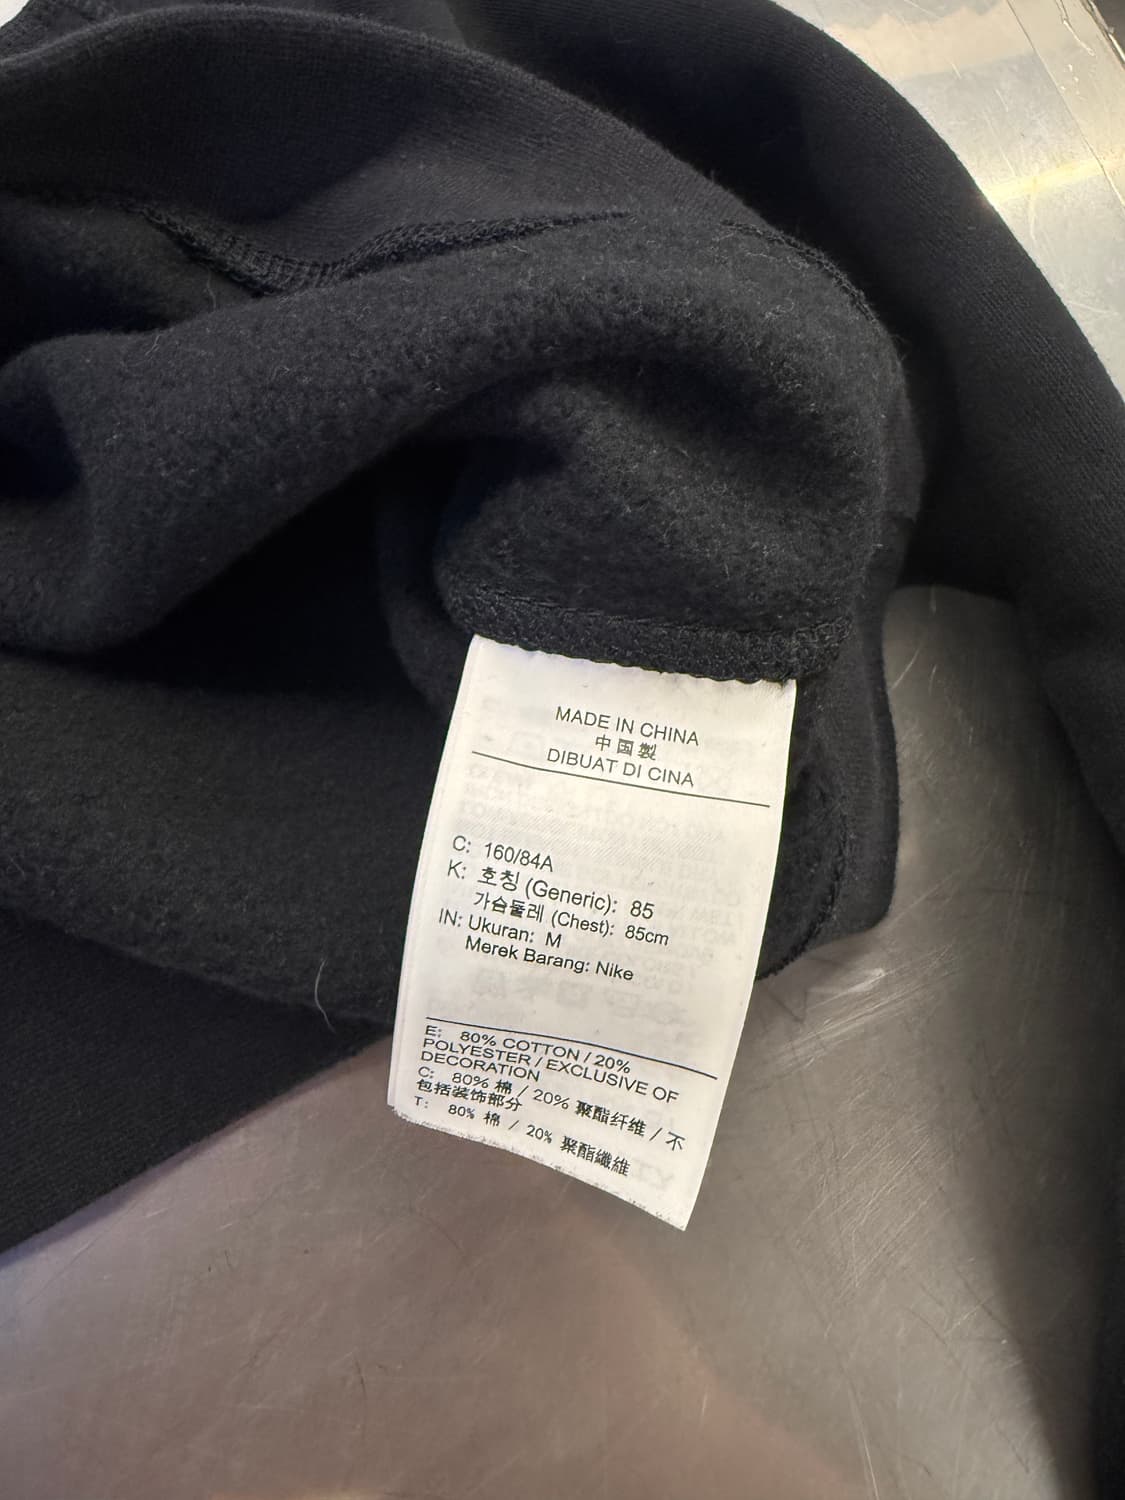 MADE IN CHINA
中国製
DIBUAT DI CINA
C: 160/84A
K: 호칭 (Generic): 85
가슴둘레 (Chest): 85cm
IN: Ukuran: M
Merek Barang: Nike
E: 80% COTTON / 20%
POLYESTER / EXCLUSIVE OF
DECORATION
C: 80% 棉 / 20% 聚酯纤维 / 不
包括装饰部分
T: 80% 棉 / 20% 聚酯纖維